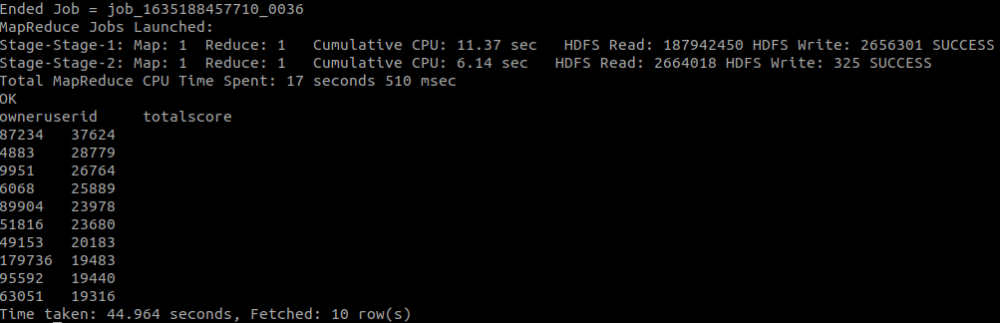 Ended Job = job_1635188457710_0036
MapReduce Jobs Launched:
Stage-Stage-1: Map: 1  Reduce: 1   Cumulative CPU: 11.37 sec   HDFS Read: 187942450 HDFS Write: 2656301 SUCCESS
Stage-Stage-2: Map: 1  Reduce: 1   Cumulative CPU: 6.14 sec   HDFS Read: 2664018 HDFS Write: 325 SUCCESS
Total MapReduce CPU Time Spent: 17 seconds 510 msec
OK
owneruserid     totalscore
87234   37624
4883    28779
9951    26764
6068    25889
89904   23978
51816   23680
49153   20183
179736  19483
95592   19440
63051   19316
Time taken: 44.964 seconds, Fetched: 10 row(s)